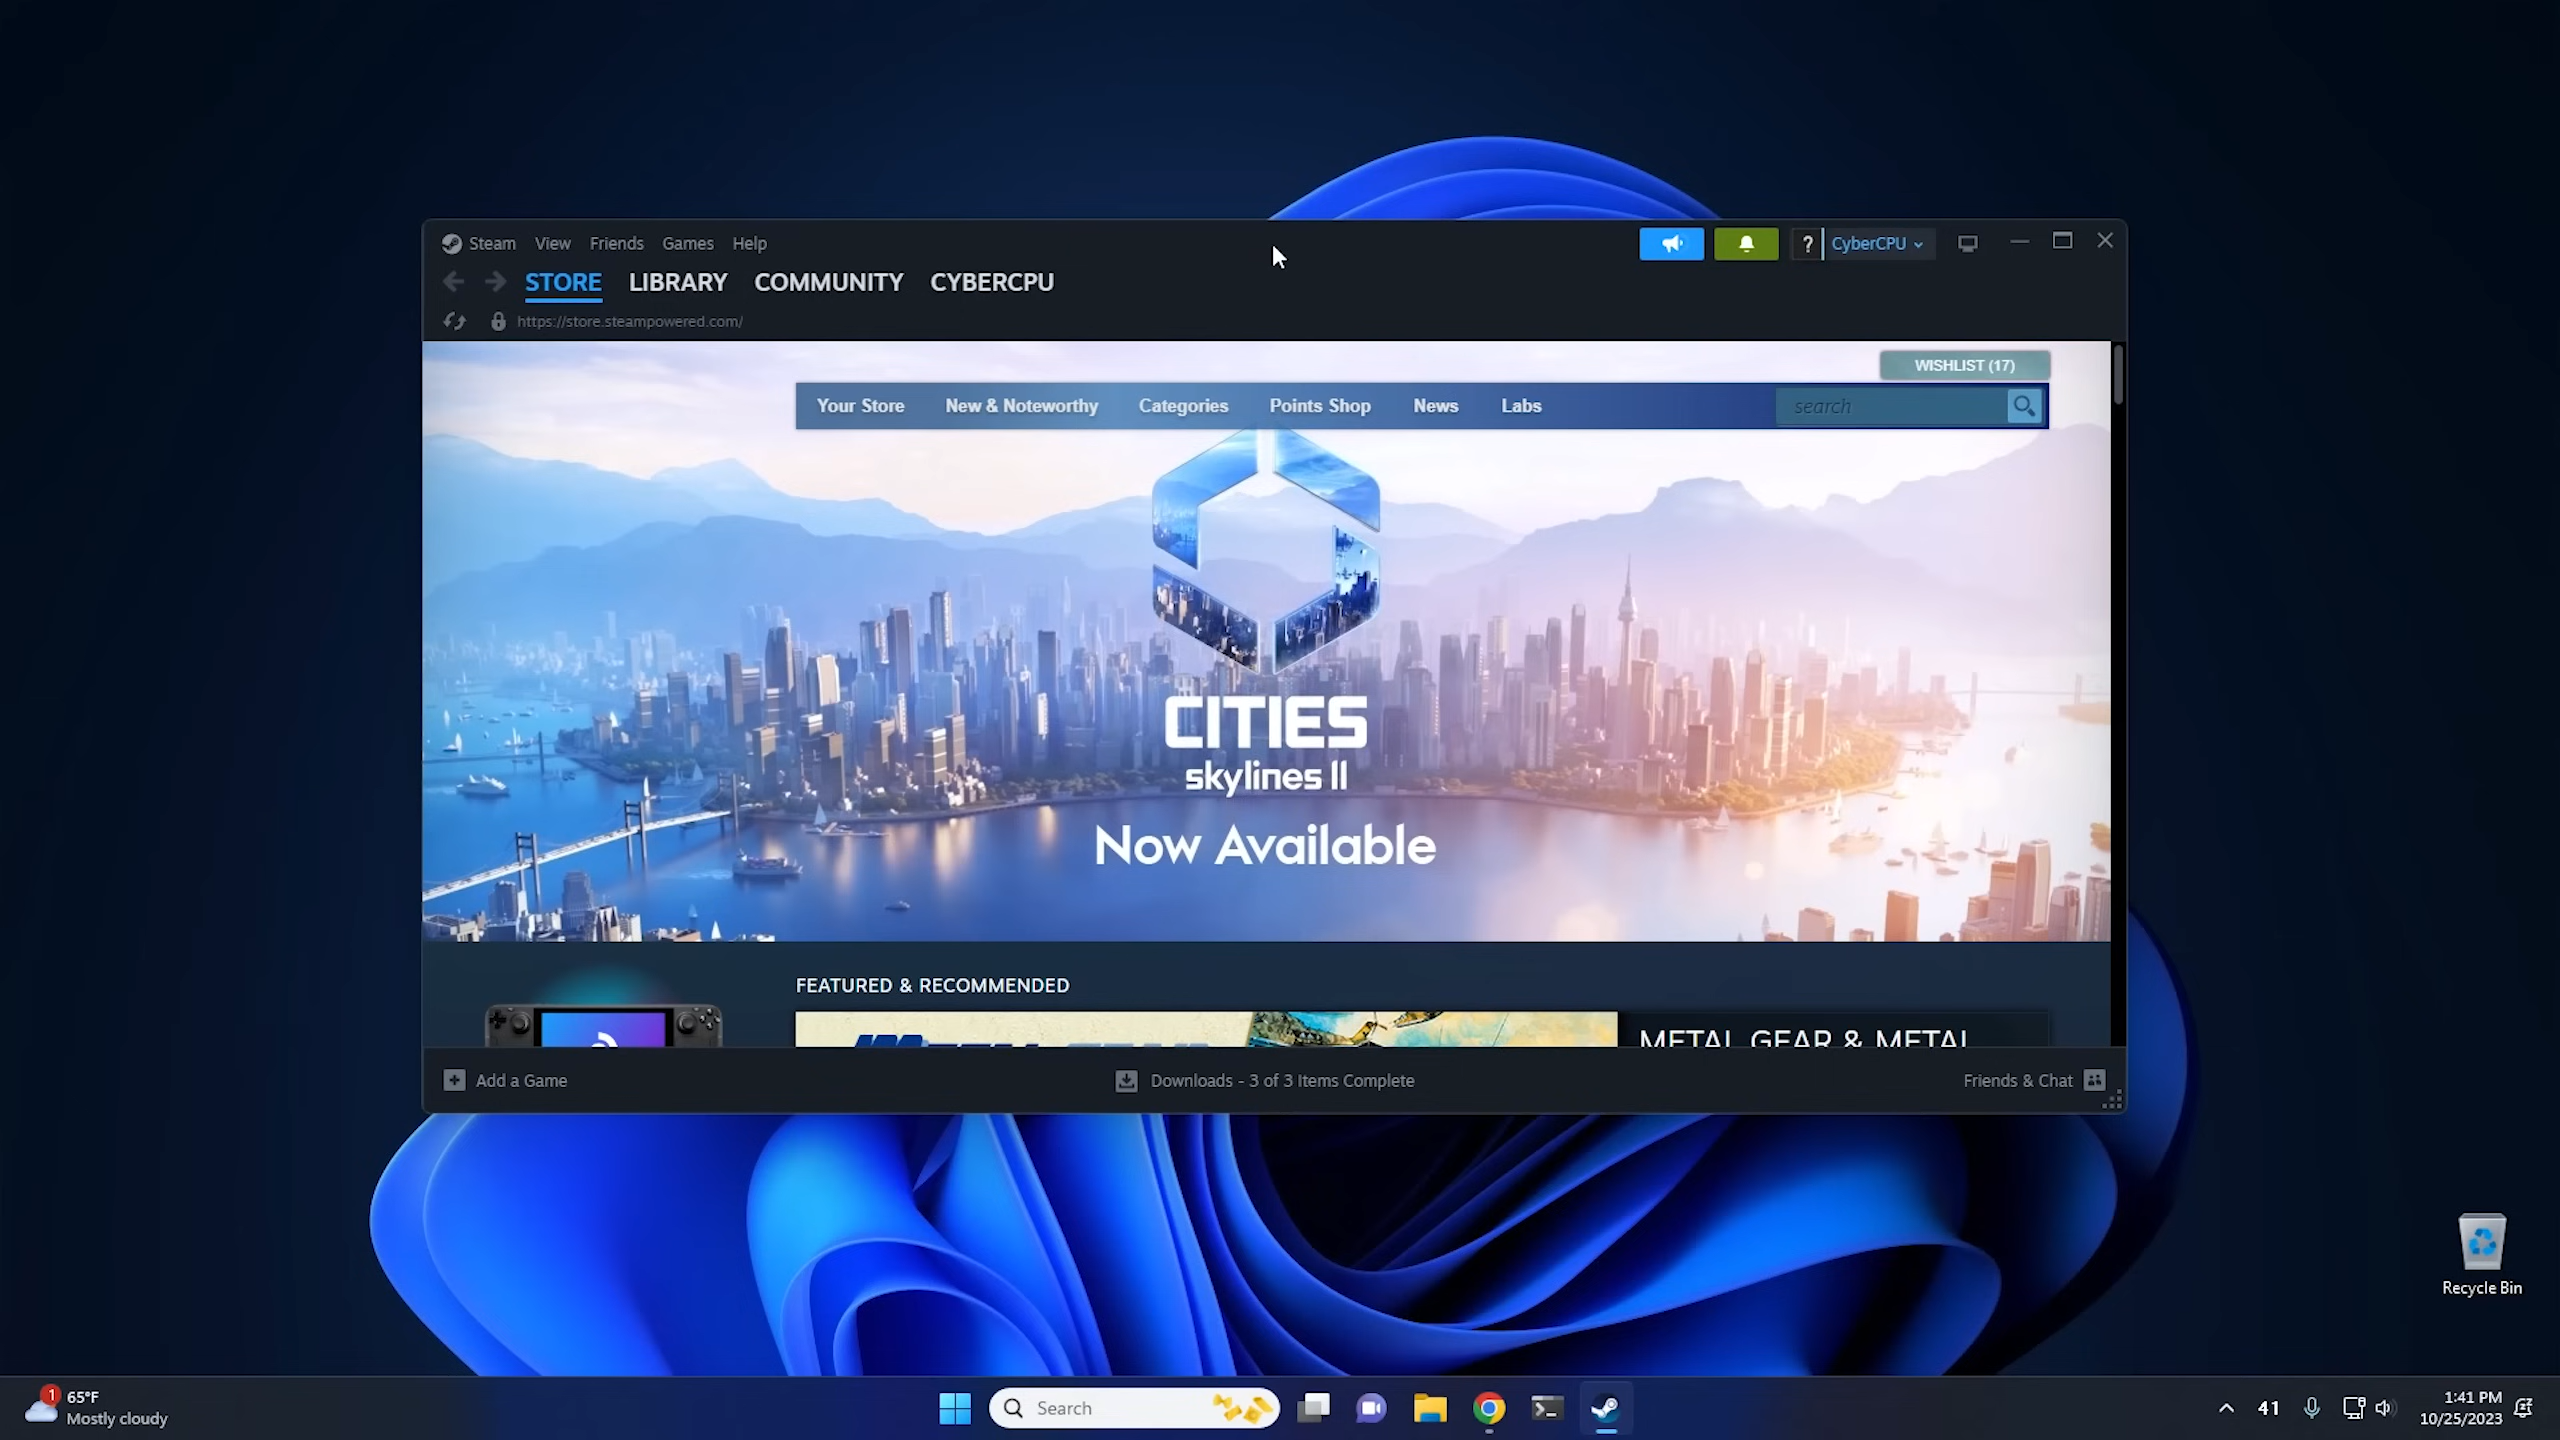 Steam View Friends Games Help
? CyberCPU
STORE LIBRARY COMMUNITY CYBERCPU
https://store.steampowered.com/
WISHLIST (17)
Your Store New & Noteworthy Categories Points Shop News Labs search
CITIES
skylines II
Now Available
FEATURED & RECOMMENDED
METAL GEAR & METAL
Add a Game Downloads - 3 of 3 Items Complete Friends & Chat
Recycle Bin
1 65°F
Mostly cloudy
Search
41
1:41 PM
10/25/2023